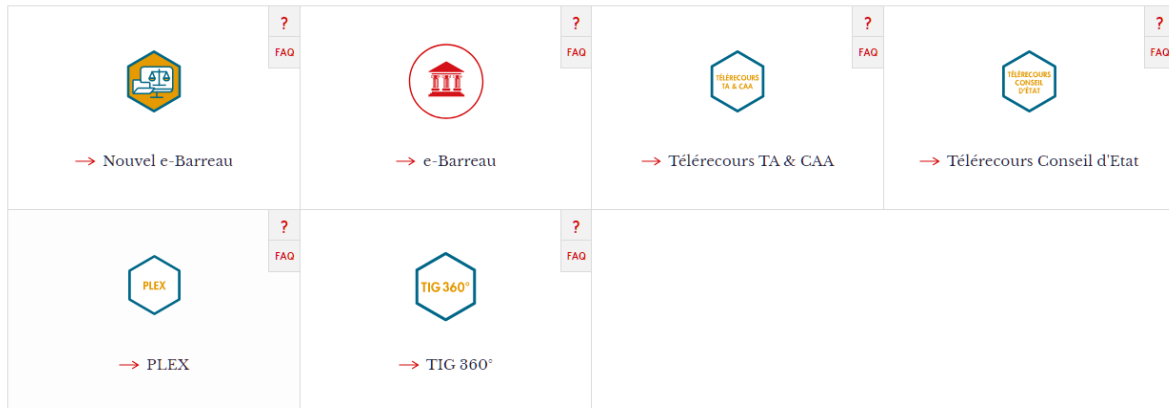 ?
FAQ
→ Nouvel e-Barreau
?
FAQ
→ e-Barreau
?
FAQ
TÉLÉRECOURS
TA & CAA
→ Télérecours TA & CAA
?
FAQ
TÉLÉRECOURS
CONSEIL
D'ÉTAT
→ Télérecours Conseil d'Etat
?
FAQ
PLEX
→ PLEX
?
FAQ
TIG 360°
→ TIG 360°